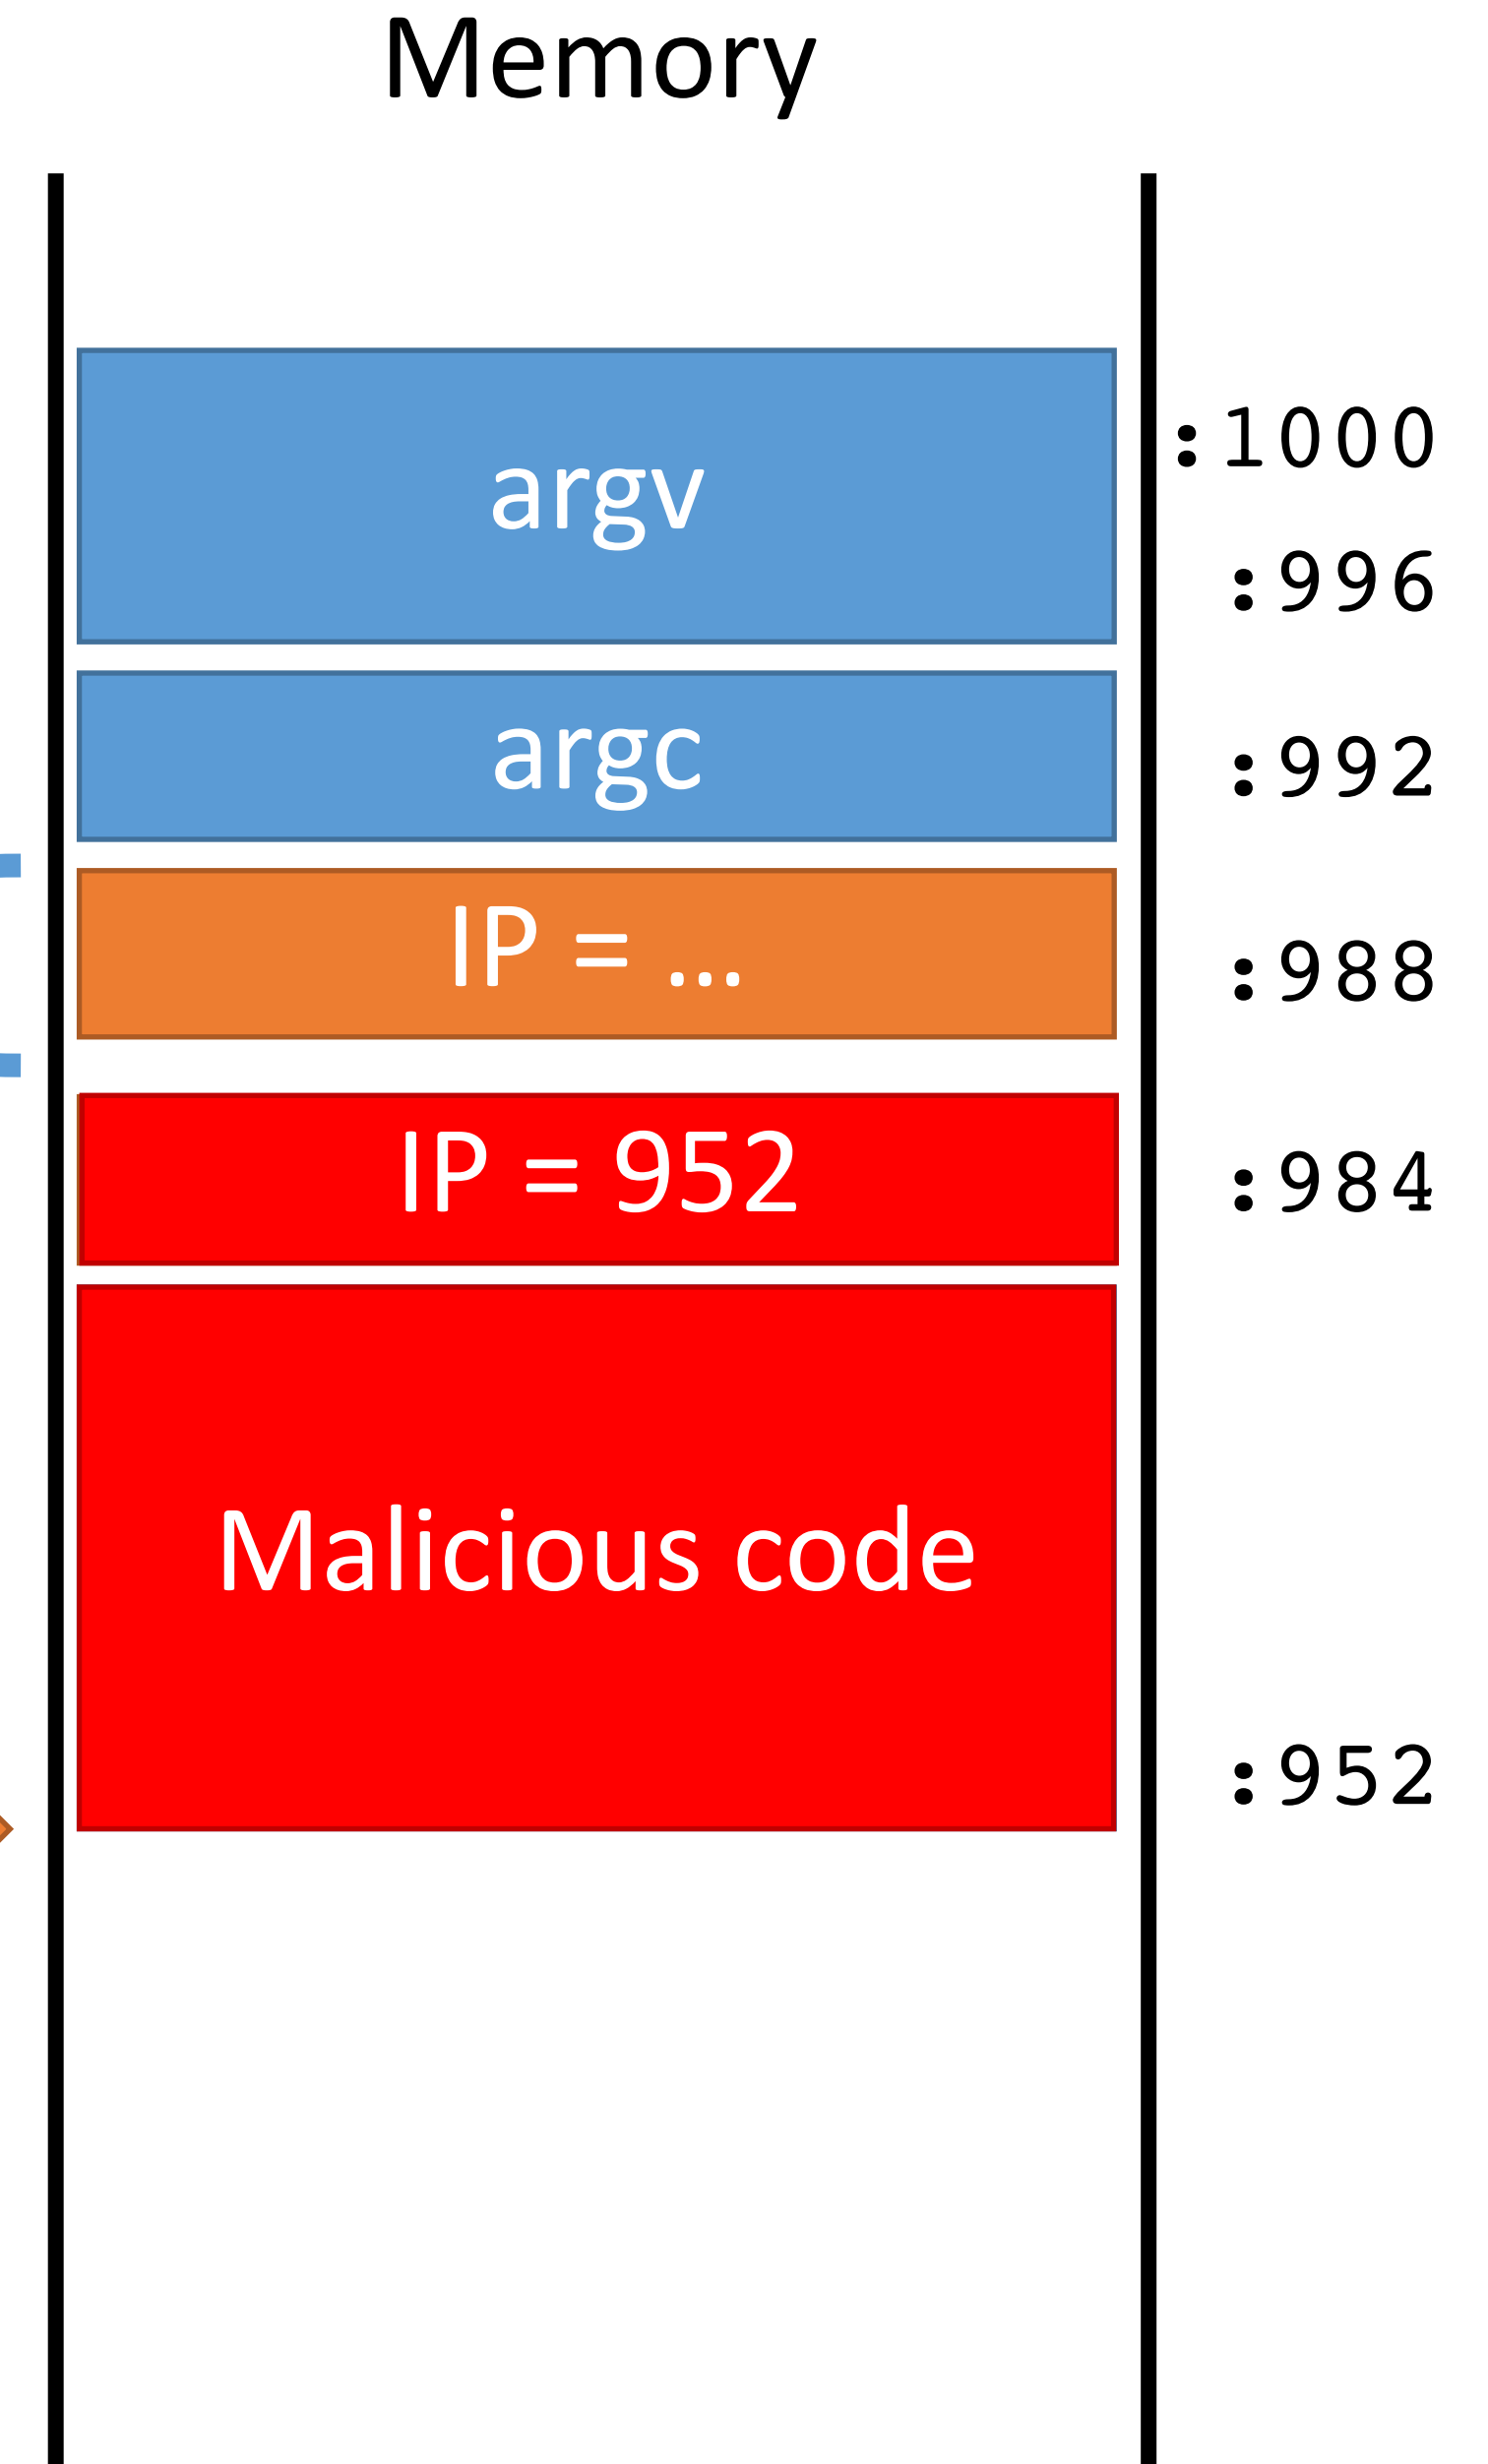 Memory
:1000
argv
:996
argc
:992
IP = …
:988
IP = 952
:984
Malicious code
:952